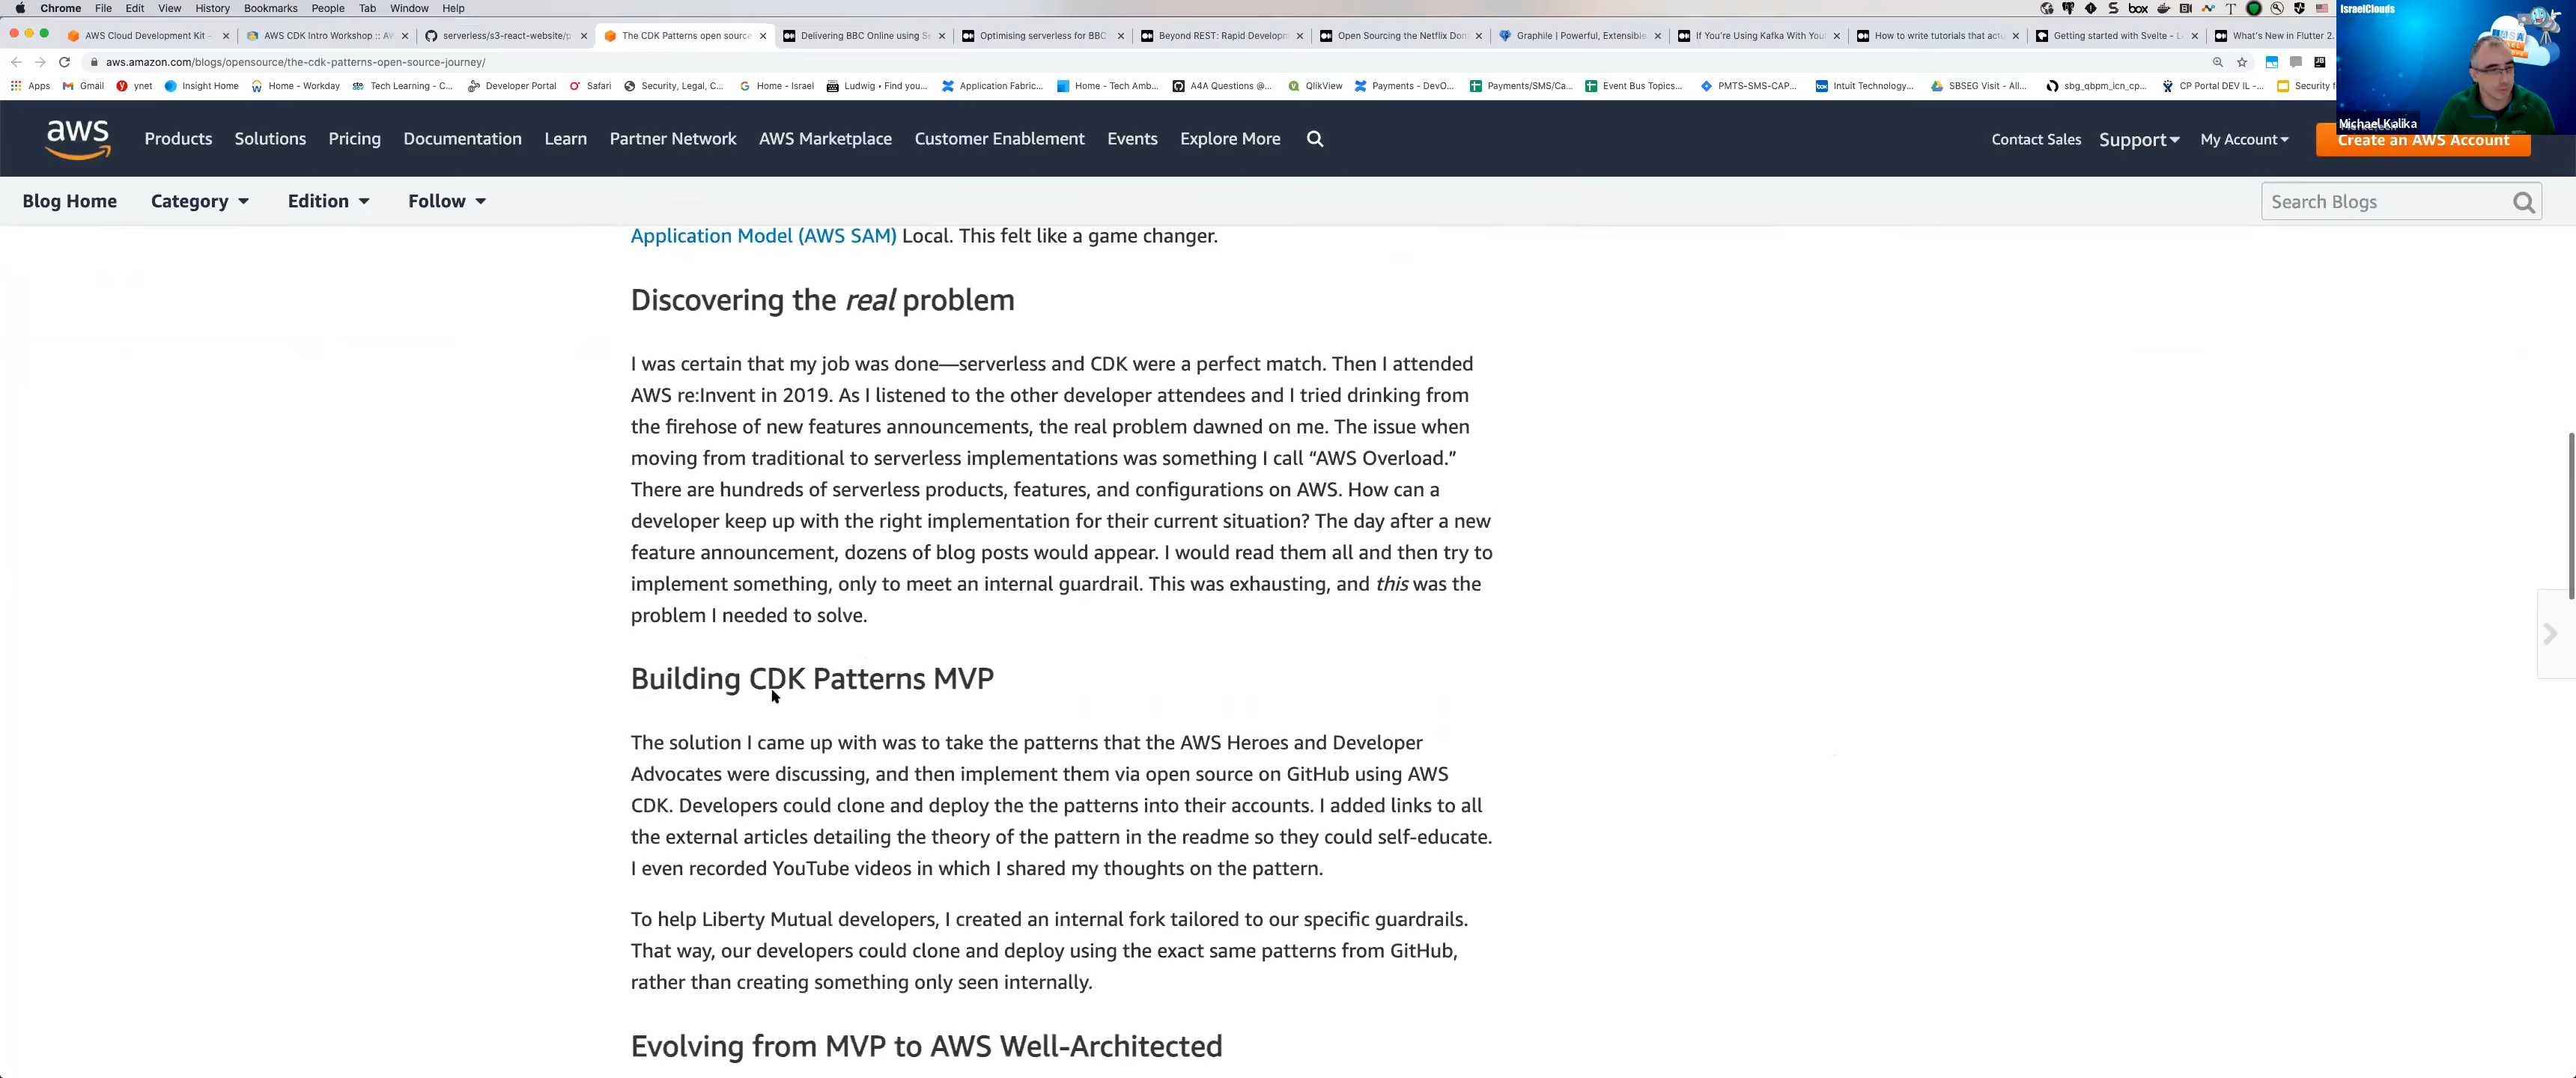 Chrome File Edit View History Bookmarks People Tab Window Help
IsraelClouds
AWS Cloud Development Kit - AWS CDK Intro Workshop :: AW serverless/s3-react-website/p The CDK Patterns open source Delivering BBC Online using Se Optimising serverless for BBC Beyond REST: Rapid Developm Open Sourcing the Netflix Dom Graphile | Powerful, Extensible If You're Using Kafka With You How to write tutorials that actu Getting started with Svelte - L What's New in Flutter 2.
aws.amazon.com/blogs/opensource/the-cdk-patterns-open-source-journey/
Apps Gmail ynet Insight Home Home - Workday Tech Learning - C... Developer Portal Safari Security, Legal, C... Home - Israel Ludwig • Find you... Application Fabric... Home - Tech Amb... A4A Questions @... QlikView Payments - DevO... Payments/SMS/Ca... Event Bus Topics... PMTS-SMS-CAP... Intuit Technology... SBSEG Visit - All... sbg_qbpm_icn_cp... CP Portal DEV IL -... Security
Michael Kalika
aws Products Solutions Pricing Documentation Learn Partner Network AWS Marketplace Customer Enablement Events Explore More Contact Sales Support My Account Create an AWS Account
Blog Home Category Edition Follow Search Blogs
Application Model (AWS SAM) Local. This felt like a game changer.
Discovering the real problem
I was certain that my job was done—serverless and CDK were a perfect match. Then I attended
AWS re:Invent in 2019. As I listened to the other developer attendees and I tried drinking from
the firehose of new features announcements, the real problem dawned on me. The issue when
moving from traditional to serverless implementations was something I call “AWS Overload.”
There are hundreds of serverless products, features, and configurations on AWS. How can a
developer keep up with the right implementation for their current situation? The day after a new
feature announcement, dozens of blog posts would appear. I would read them all and then try to
implement something, only to meet an internal guardrail. This was exhausting, and this was the
problem I needed to solve.
Building CDK Patterns MVP
The solution I came up with was to take the patterns that the AWS Heroes and Developer
Advocates were discussing, and then implement them via open source on GitHub using AWS
CDK. Developers could clone and deploy the the patterns into their accounts. I added links to all
the external articles detailing the theory of the pattern in the readme so they could self-educate.
I even recorded YouTube videos in which I shared my thoughts on the pattern.
To help Liberty Mutual developers, I created an internal fork tailored to our specific guardrails.
That way, our developers could clone and deploy using the exact same patterns from GitHub,
rather than creating something only seen internally.
Evolving from MVP to AWS Well-Architected